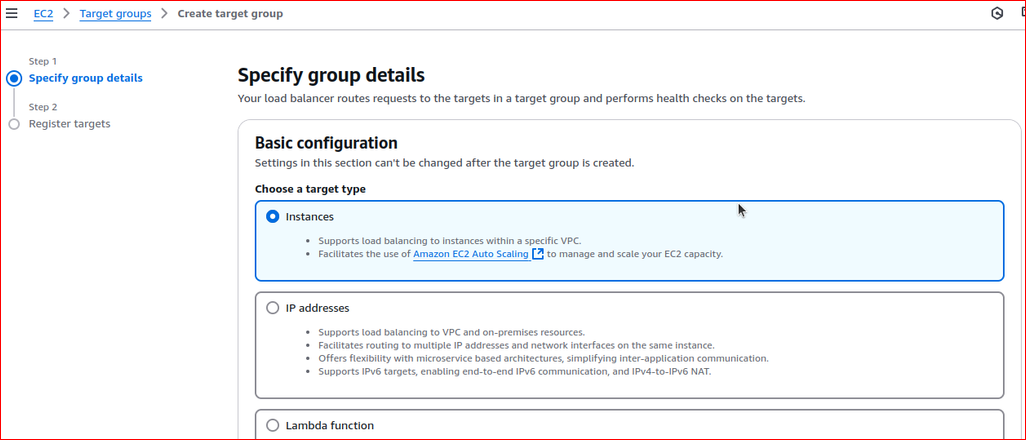 EC2 > Target groups > Create target group
Step 1
Specify group details
Step 2
Register targets
Specify group details
Your load balancer routes requests to the targets in a target group and performs health checks on the targets.
Basic configuration
Settings in this section can't be changed after the target group is created.
Choose a target type
Instances
• Supports load balancing to instances within a specific VPC.
• Facilitates the use of Amazon EC2 Auto Scaling to manage and scale your EC2 capacity.
IP addresses
• Supports load balancing to VPC and on-premises resources.
• Facilitates routing to multiple IP addresses and network interfaces on the same instance.
• Offers flexibility with microservice based architectures, simplifying inter-application communication.
• Supports IPv6 targets, enabling end-to-end IPv6 communication, and IPv4-to-IPv6 NAT.
Lambda function